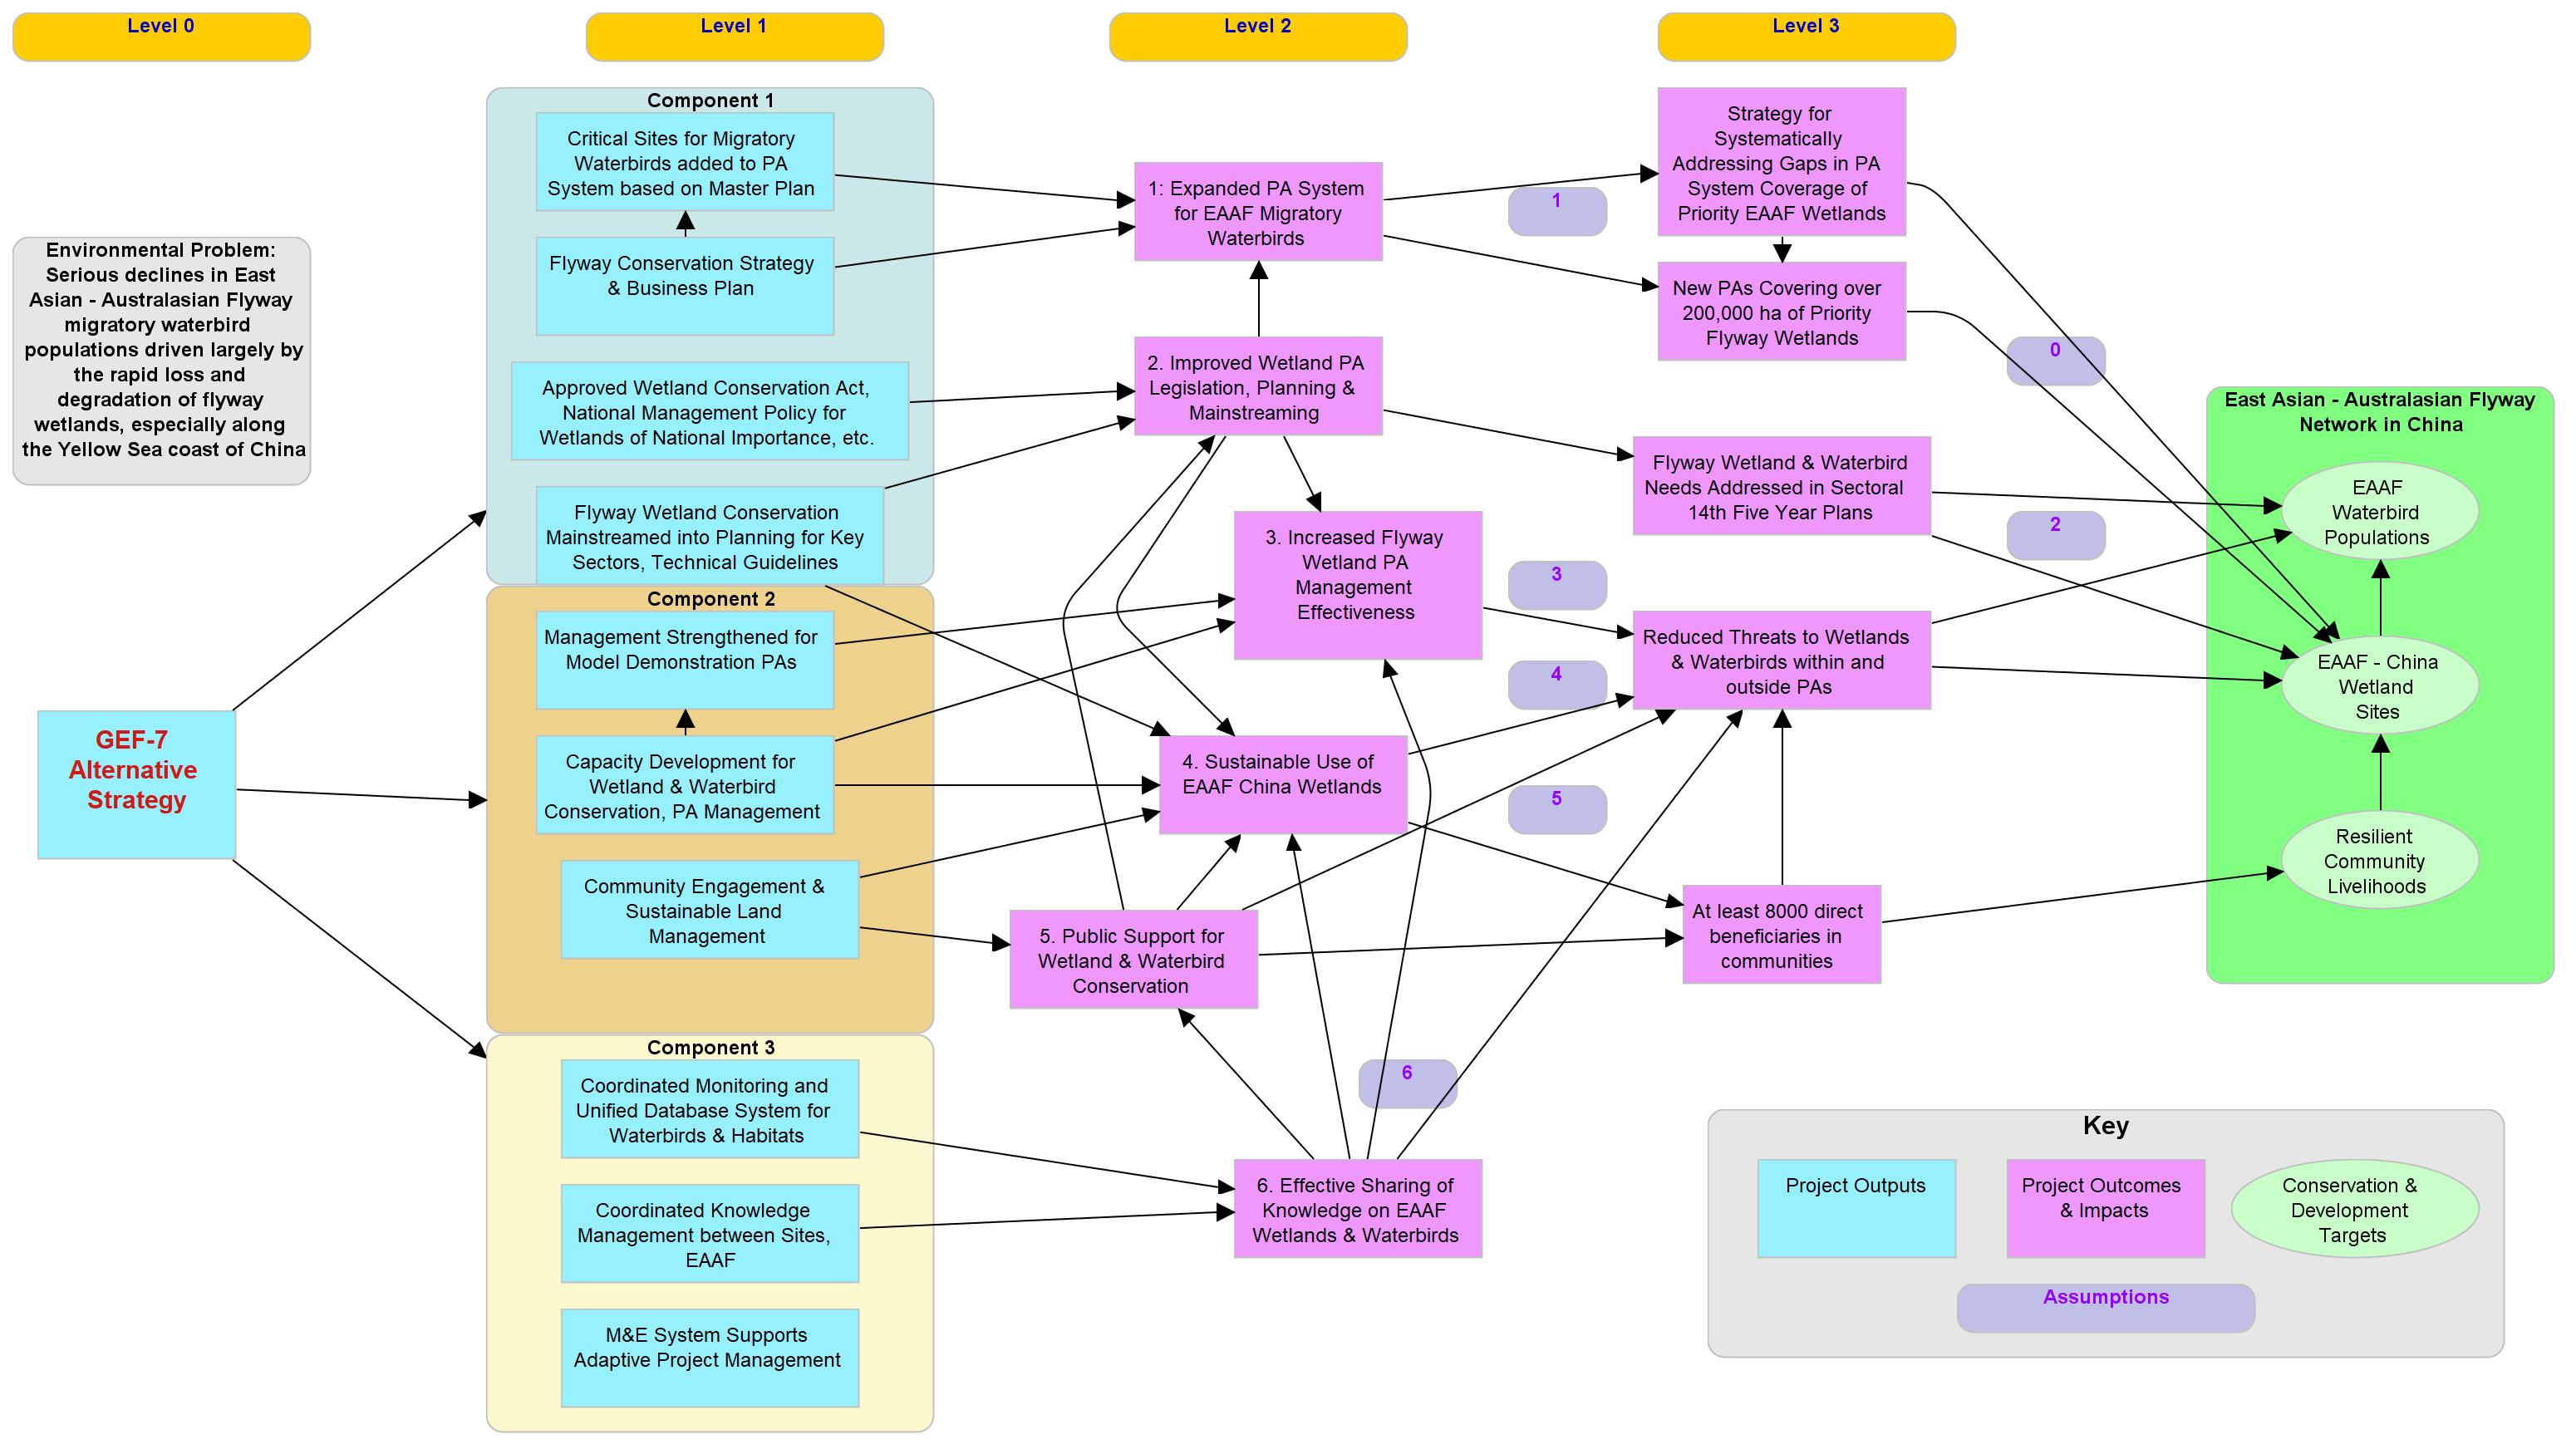 Level 0
Level 1
Level 2
Level 3
Environmental Problem:
Serious declines in East
Asian - Australasian Flyway
migratory waterbird
populations driven largely by
the rapid loss and
degradation of flyway
wetlands, especially along
the Yellow Sea coast of China
GEF-7
Alternative
Strategy
Component 1
Critical Sites for Migratory
Waterbirds added to PA
System based on Master Plan
Flyway Conservation Strategy
& Business Plan
Approved Wetland Conservation Act,
National Management Policy for
Wetlands of National Importance, etc.
Flyway Wetland Conservation
Mainstreamed into Planning for Key
Sectors, Technical Guidelines
Component 2
Management Strengthened for
Model Demonstration PAs
Capacity Development for
Wetland & Waterbird
Conservation, PA Management
Community Engagement &
Sustainable Land
Management
Component 3
Coordinated Monitoring and
Unified Database System for
Waterbirds & Habitats
Coordinated Knowledge
Management between Sites,
EAAF
M&E System Supports
Adaptive Project Management
1: Expanded PA System
for EAAF Migratory
Waterbirds
2. Improved Wetland PA
Legislation, Planning &
Mainstreaming
3. Increased Flyway
Wetland PA
Management
Effectiveness
4. Sustainable Use of
EAAF China Wetlands
5. Public Support for
Wetland & Waterbird
Conservation
6. Effective Sharing of
Knowledge on EAAF
Wetlands & Waterbirds
1
3
4
5
6
Strategy for
Systematically
Addressing Gaps in PA
System Coverage of
Priority EAAF Wetlands
New PAs Covering over
200,000 ha of Priority
Flyway Wetlands
Flyway Wetland & Waterbird
Needs Addressed in Sectoral
14th Five Year Plans
Reduced Threats to Wetlands
& Waterbirds within and
outside PAs
At least 8000 direct
beneficiaries in
communities
0
2
East Asian - Australasian Flyway
Network in China
EAAF
Waterbird
Populations
EAAF - China
Wetland
Sites
Resilient
Community
Livelihoods
Key
Project Outputs
Project Outcomes
& Impacts
Conservation &
Development
Targets
Assumptions